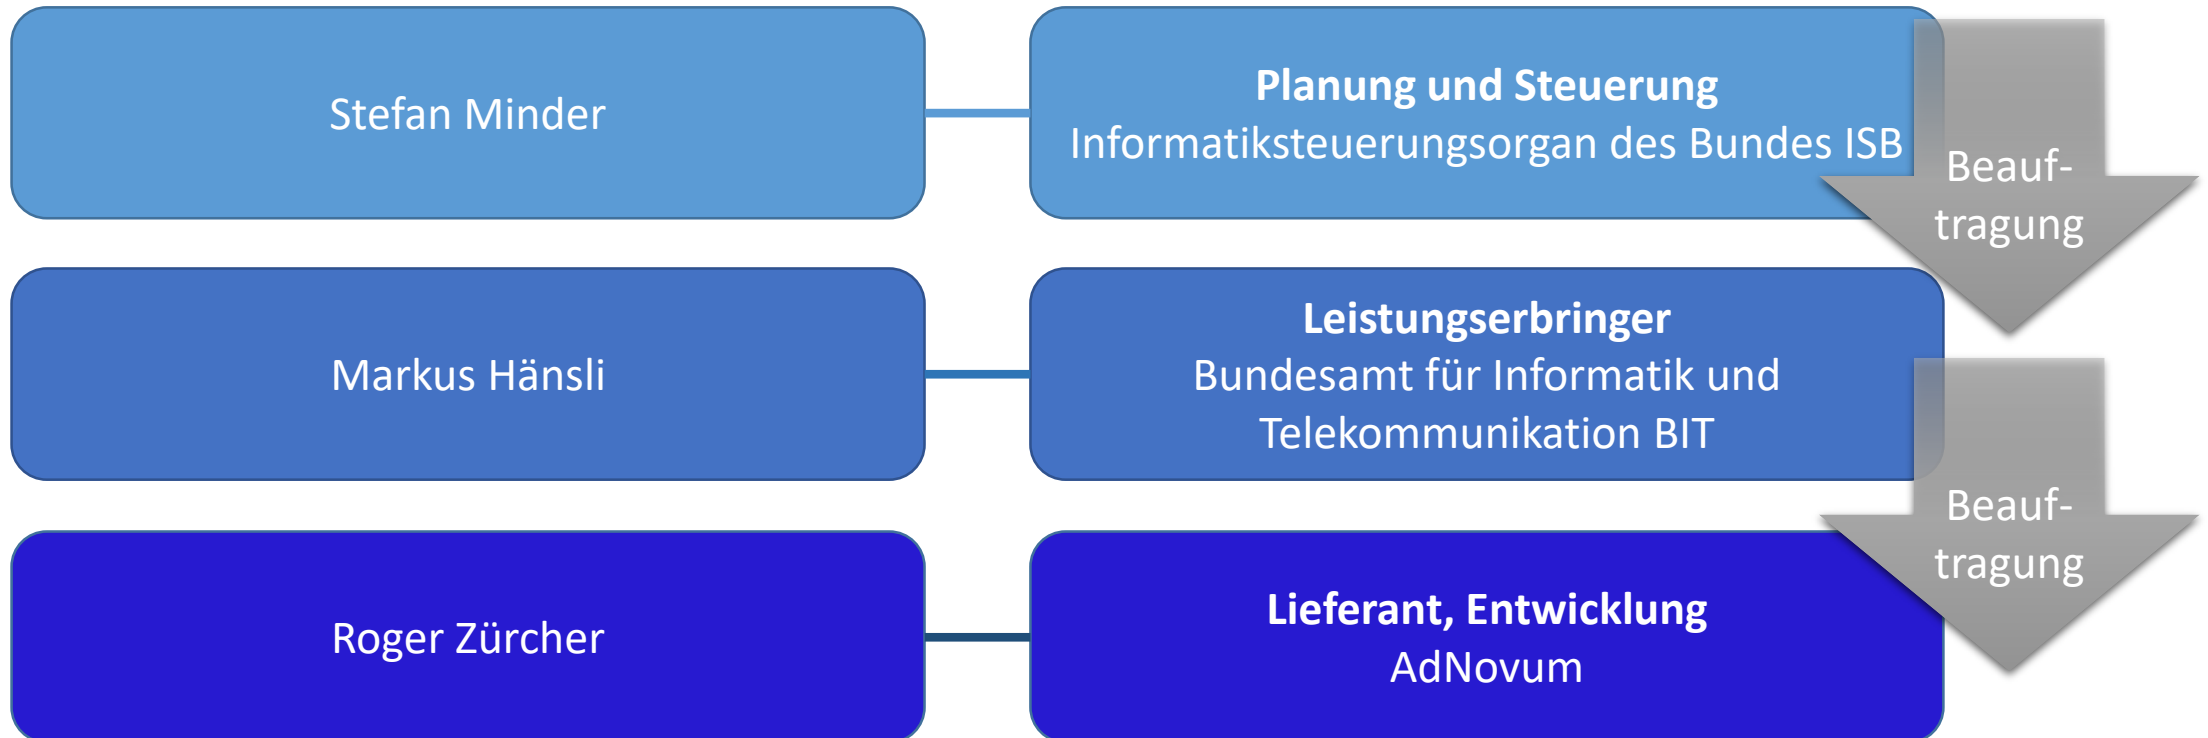 Stefan Minder
Planung und Steuerung
Informatiksteuerungsorgan des Bundes ISB
Beauf-
tragung
Markus Hänsli
Leistungserbringer
Bundesamt für Informatik und
Telekommunikation BIT
Beauf-
tragung
Roger Zürcher
Lieferant, Entwicklung
AdNovum